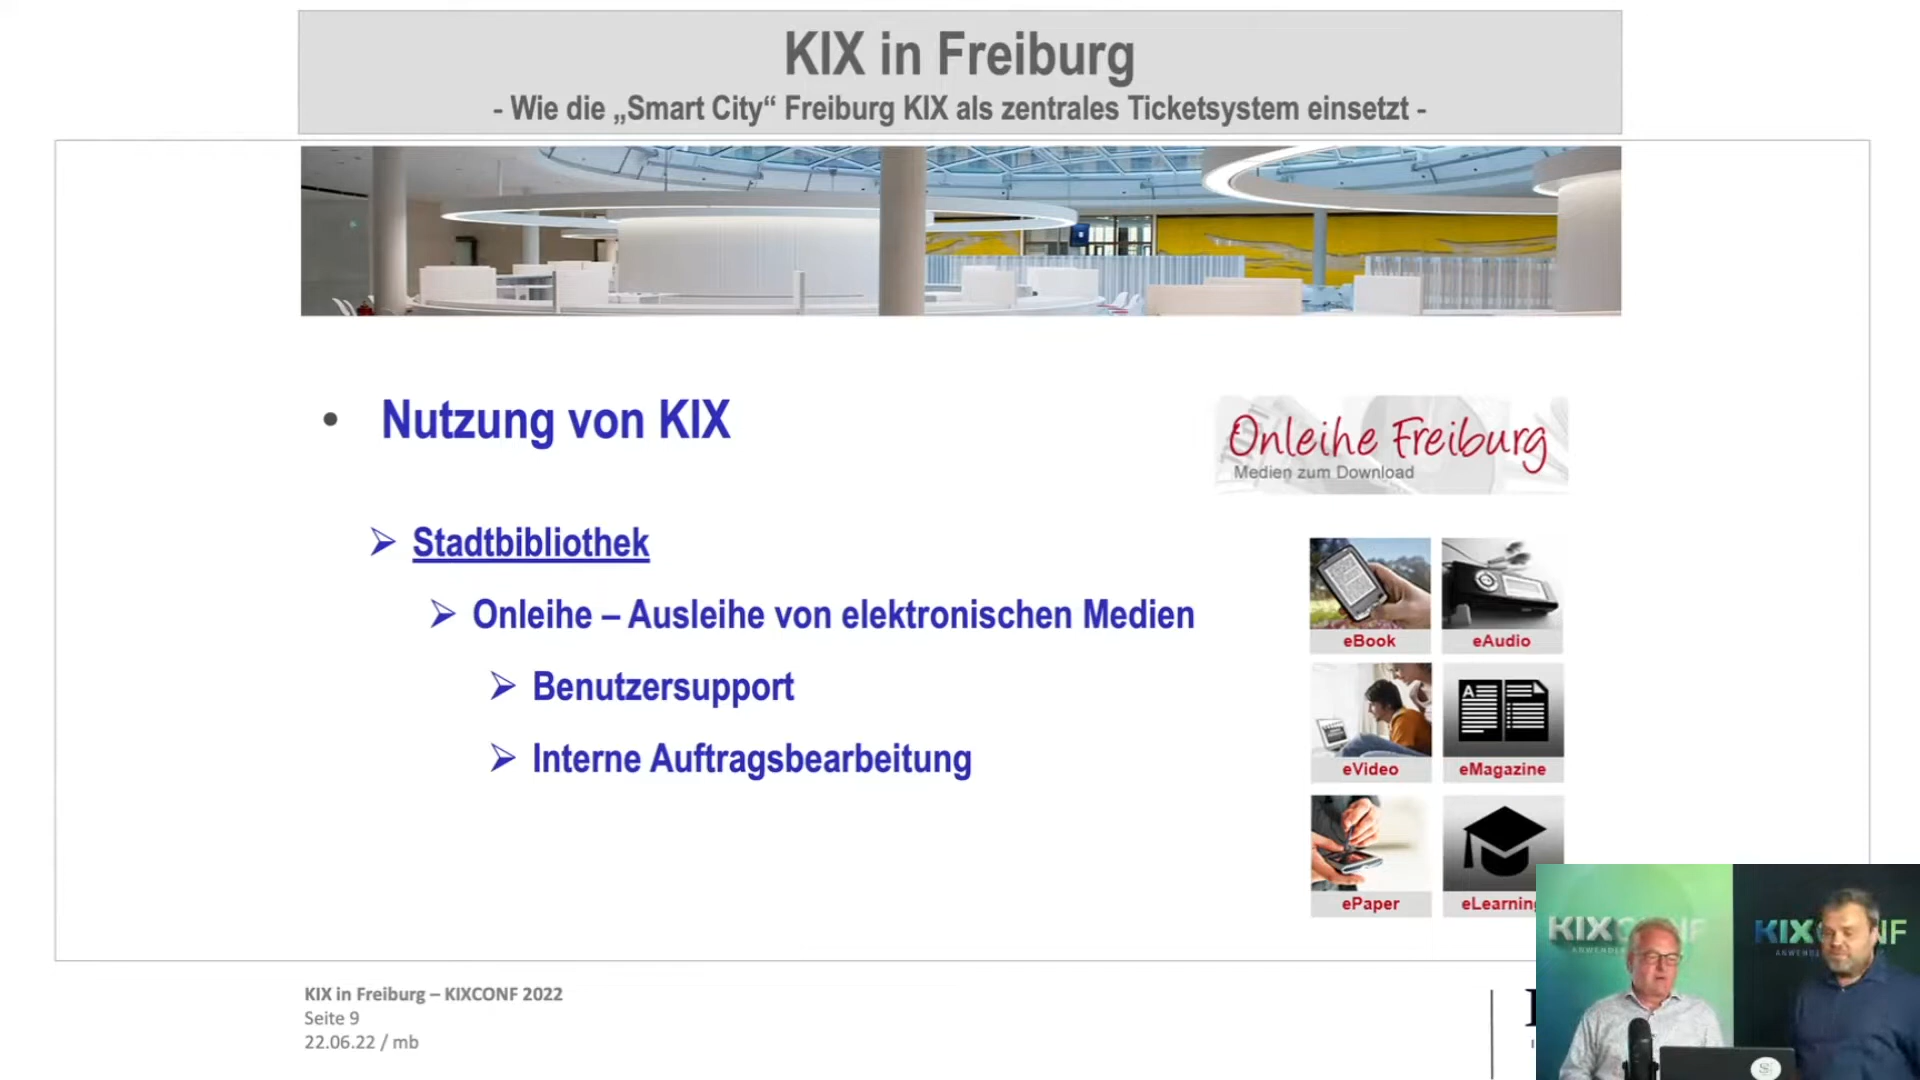 KIX in Freiburg
- Wie die „Smart City“ Freiburg KIX als zentrales Ticketsystem einsetzt -
• Nutzung von KIX
Onleihe Freiburg
Medien zum Download
➢ Stadtbibliothek
➢ Onleihe – Ausleihe von elektronischen Medien
➢ Benutzersupport
➢ Interne Auftragsbearbeitung
eBook
eAudio
eVideo
eMagazine
ePaper
eLearning
KIX in Freiburg – KIXCONF 2022
Seite 9
22.06.22 / mb